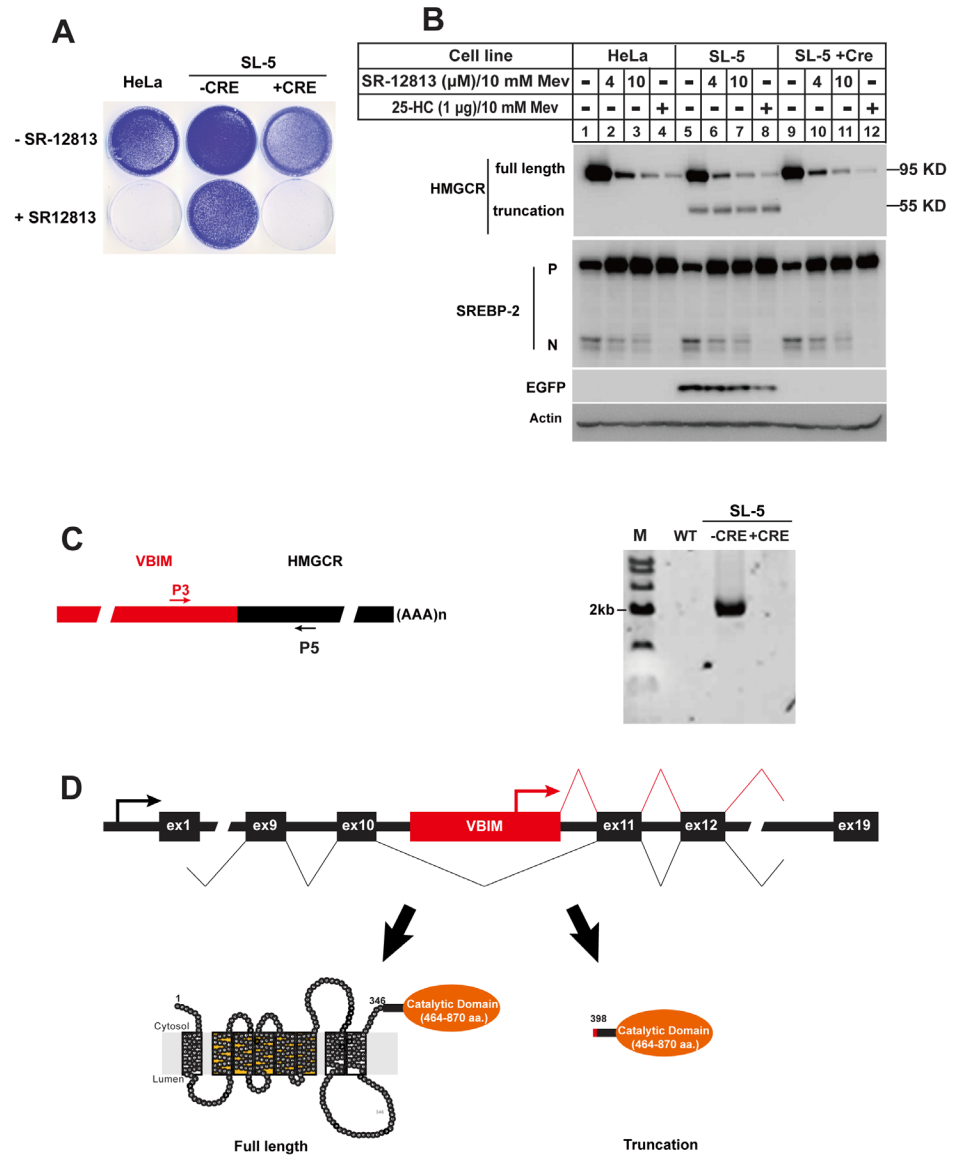 A
SL-5
HeLa
-CRE
+CRE
- SR-12813
+ SR12813
B
Cell line
HeLa
SL-5
SL-5 +Cre
SR-12813 (µM)/10 mM Mev
- 4 10 - - 4 10 - - 4 10 -
25-HC (1 µg)/10 mM Mev
- - - + - - - + - - - +
1 2 3 4 5 6 7 8 9 10 11 12
HMGCR
full length
95 KD
truncation
55 KD
SREBP-2
P
N
EGFP
Actin
C
VBIM
HMGCR
P3
(AAA)n
P5
SL-5
M
WT
-CRE
+CRE
2kb
D
ex1
ex9
ex10
VBIM
ex11
ex12
ex19
1
346
Catalytic Domain
(464-870 aa.)
Cytosol
Lumen
346
Full length
398
Catalytic Domain
(464-870 aa.)
Truncation